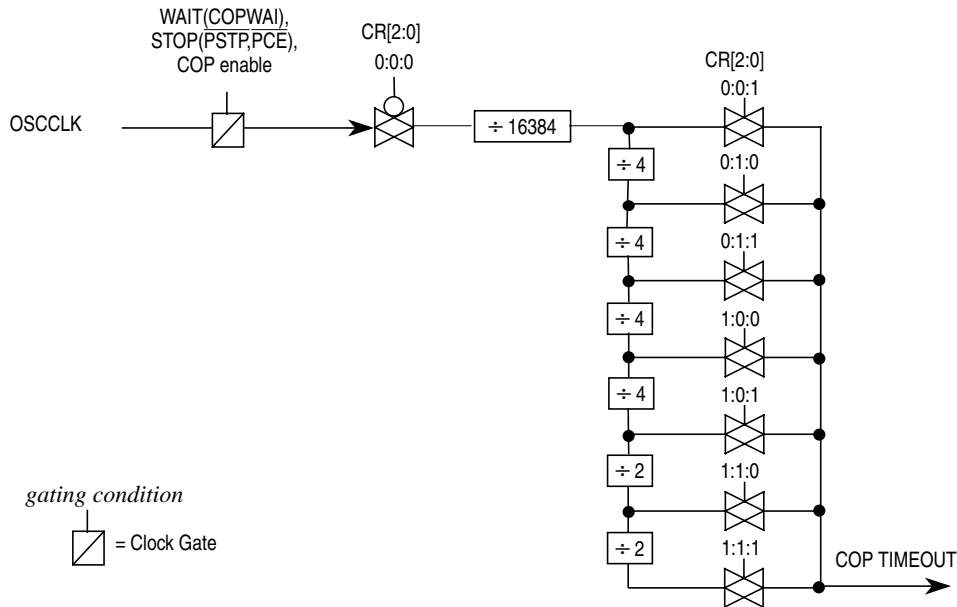 WAIT(COPWAI),
STOP(PSTP,PCE),
COP enable
CR[2:0]
0:0:0
OSCCLK
÷ 16384
CR[2:0]
0:0:1
÷ 4
0:1:0
÷ 4
0:1:1
÷ 4
1:0:0
÷ 4
1:0:1
÷ 2
1:1:0
÷ 2
1:1:1
COP TIMEOUT
gating condition
= Clock Gate